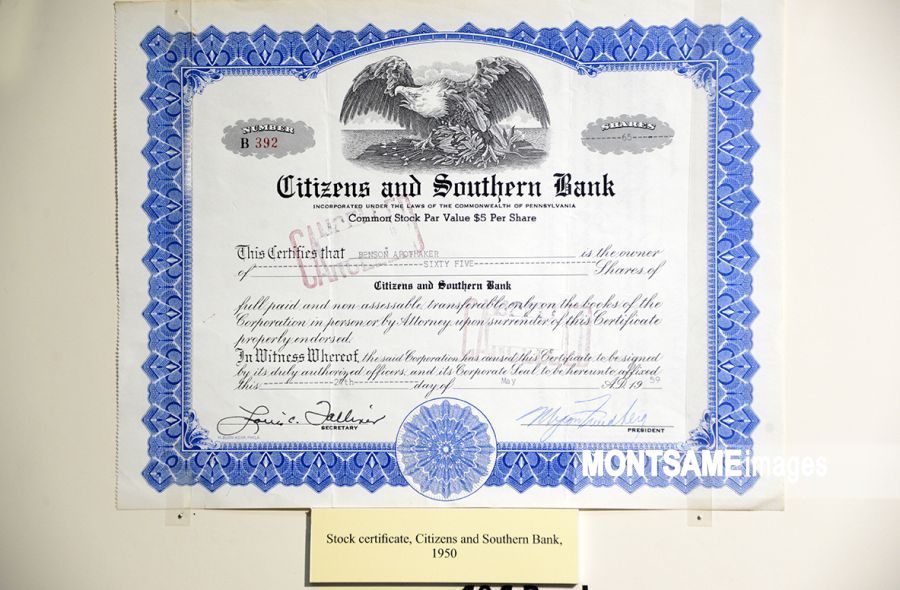 NUMBER
B 392
SHARES
65
Citizens and Southern Bank
INCORPORATED UNDER THE LAWS OF THE COMMONWEALTH OF PENNSYLVANIA
Common Stock Par Value $5 Per Share
This Certifies that BENSON APOTHAKER is the owner
of SIXTY FIVE Shares of
Citizens and Southern Bank
full paid and non-assessable, transferable only on the books of the
Corporation in person or by Attorney, upon surrender of this Certificate
properly endorsed.
In Witness Whereof, the said Corporation has caused this Certificate to be signed
by its duly authorized officers, and its Corporate Seal to be hereunto affixed
this 27th day of May A.D. 19 59
SECRETARY
PRESIDENT
MONTSAMEimages
Stock certificate, Citizens and Southern Bank,
1950